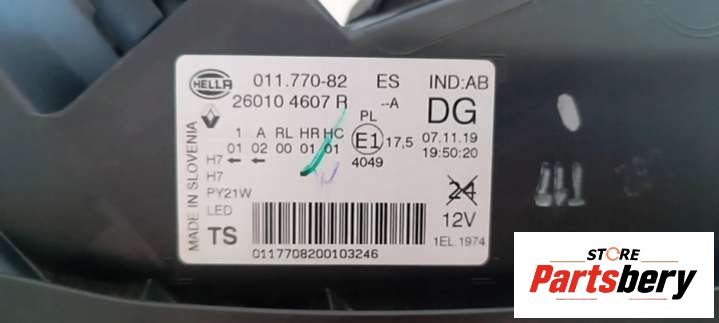 HELLA 011.770-82 ES IND:AB
26010 4607 R --A DG
PL
1 A RL HR HC E1 17,5 07.11.19
01 02 00 01 01 4049 19:50:20
H7
H7
PY21W 24
LED 12V
TS 1EL.1974
0117708200103246
MADE IN SLOVENIA
STORE
Partsbery